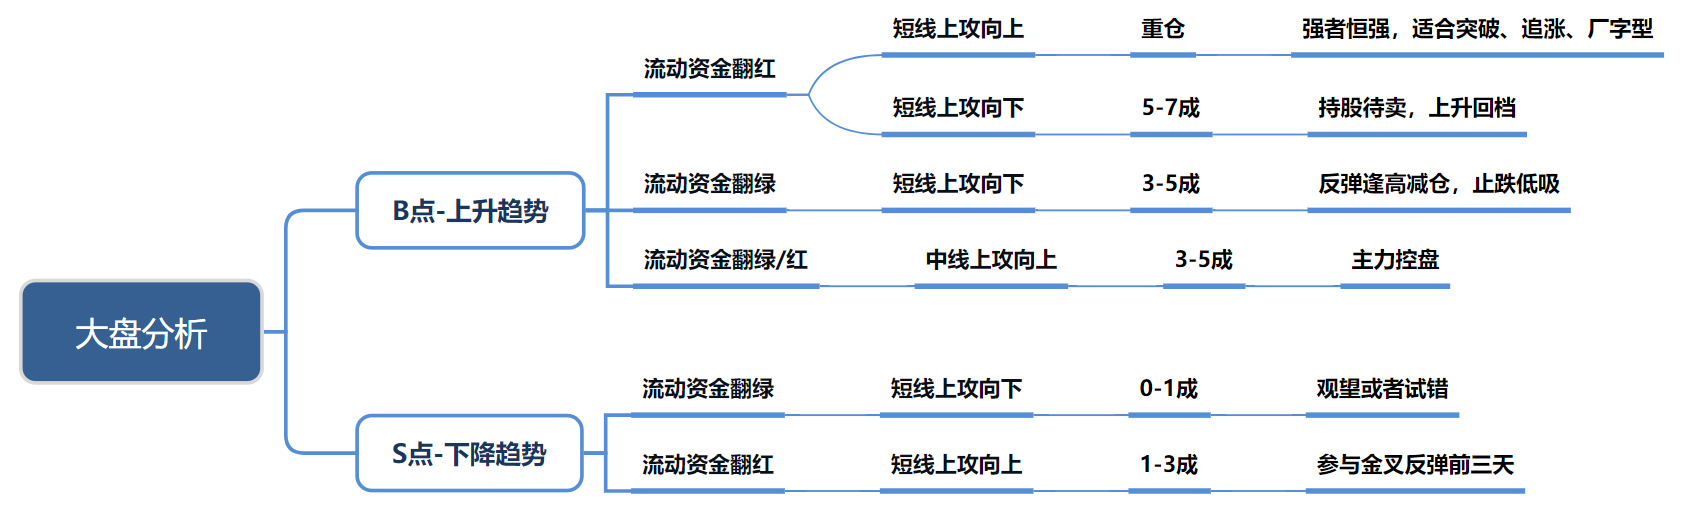 大盘分析
B点-上升趋势
流动资金翻红
短线上攻向上
重仓
强者恒强，适合突破、追涨、厂字型
短线上攻向下
5-7成
持股待卖，上升回档
流动资金翻绿
短线上攻向下
3-5成
反弹逢高减仓，止跌低吸
流动资金翻绿/红
中线上攻向上
3-5成
主力控盘
S点-下降趋势
流动资金翻绿
短线上攻向下
0-1成
观望或者试错
流动资金翻红
短线上攻向上
1-3成
参与金叉反弹前三天